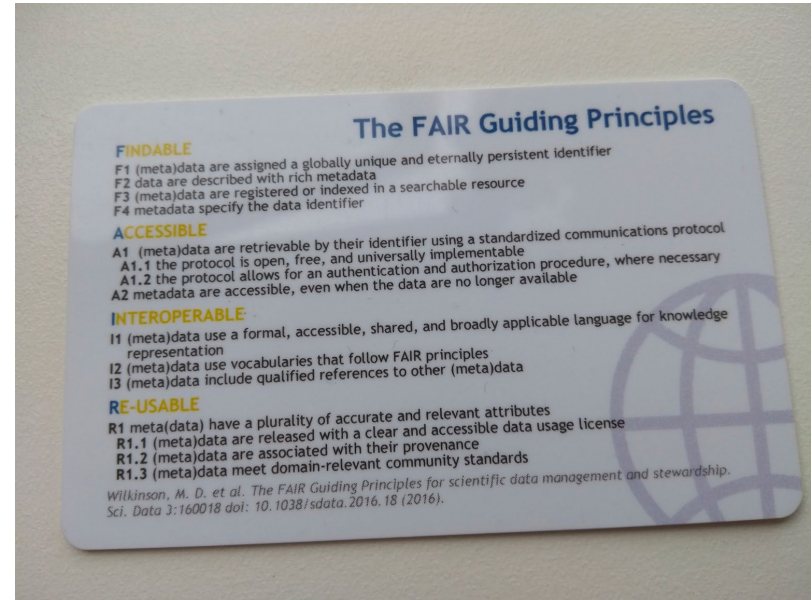 The FAIR Guiding Principles
FINDABLE
F1 (meta)data are assigned a globally unique and eternally persistent identifier
F2 data are described with rich metadata
F3 (meta)data are registered or indexed in a searchable resource
F4 metadata specify the data identifier
ACCESSIBLE
A1 (meta)data are retrievable by their identifier using a standardized communications protocol
A1.1 the protocol is open, free, and universally implementable
A1.2 the protocol allows for an authentication and authorization procedure, where necessary
A2 metadata are accessible, even when the data are no longer available
INTEROPERABLE
I1 (meta)data use a formal, accessible, shared, and broadly applicable language for knowledge
representation
I2 (meta)data use vocabularies that follow FAIR principles
I3 (meta)data include qualified references to other (meta)data
RE-USABLE
R1 meta(data) have a plurality of accurate and relevant attributes
R1.1 (meta)data are released with a clear and accessible data usage license
R1.2 (meta)data are associated with their provenance
R1.3 (meta)data meet domain-relevant community standards
Wilkinson, M. D. et al. The FAIR Guiding Principles for scientific data management and stewardship.
Sci. Data 3:160018 doi: 10.1038/sdata.2016.18 (2016).